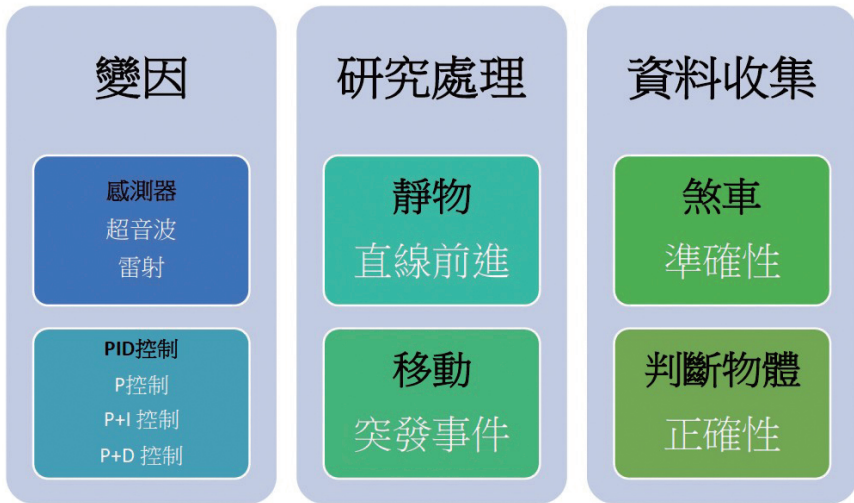 變因
感測器
超音波
雷射
PID控制
P控制
P+I 控制
P+D 控制
研究處理
靜物
直線前進
移動
突發事件
資料收集
煞車
準確性
判斷物體
正確性